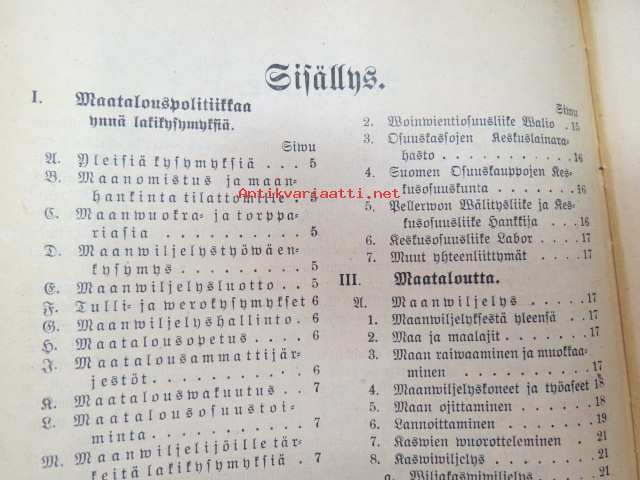 Sisällys.
I. Maatalouspolitiikkaa
ynnä lakikysymyksiä.
Siwu
A. Yleisiä kysymyksiä . . . 5
B. Maanomistus ja maan-
hankinta tilattomille . 5
C. Maanwuokra- ja torppa-
riasia . . . . . . . 5
D. Maanwiljelystyöwäen-
kysymys . . . . . . . 5
E. Maanwiljelysluotto . . . 5
F. Tulli- ja werokysymykset 6
G. Maanwiljelyshallinto . . 6
H. Maatalousopetus . . . . 6
J. Maatalousammattijär-
jestöt . . . . . . . . 6
K. Maatalouswakuutus . . . 7
L. Maatalousosuustoi-
minta . . . . . . . . 7
M. Maanwiljelijöille tär-
keitä lakikysymyksiä . 7
Siwu
2. Woinwientiosuusliike Walio . 15
3. Osuuskassojen Keskuslainara-
hasto . . . . . . . . 16
4. Suomen Osuuskauppojen Kes-
kusosuuskunta . . . . . 16
5. Pellerwon Wälitysliike ja Kes-
kusosuusliike Hankkija . . 16
6. Keskusosuusliike Labor . . . 17
7. Muut yhteenliittymät . . . 17
III. Maataloutta.
A. Maanwiljelys . . . . . . 17
1. Maanwiljelyksestä yleensä . . 17
2. Maa ja maalajit . . . . . 17
3. Maan raiwaaminen ja muokkaa-
minen . . . . . . . . 17
4. Maanwiljelyskoneet ja työaseet 18
5. Maan ojittaminen . . . . . 18
6. Lannoittaminen . . . . . . 19
7. Kaswien wuorotteleminen . . 21
8. Kaswiwiljelys . . . . . . 21
a. Wiljakaswiwiljelys . . . 21
Antikvariaatti.net